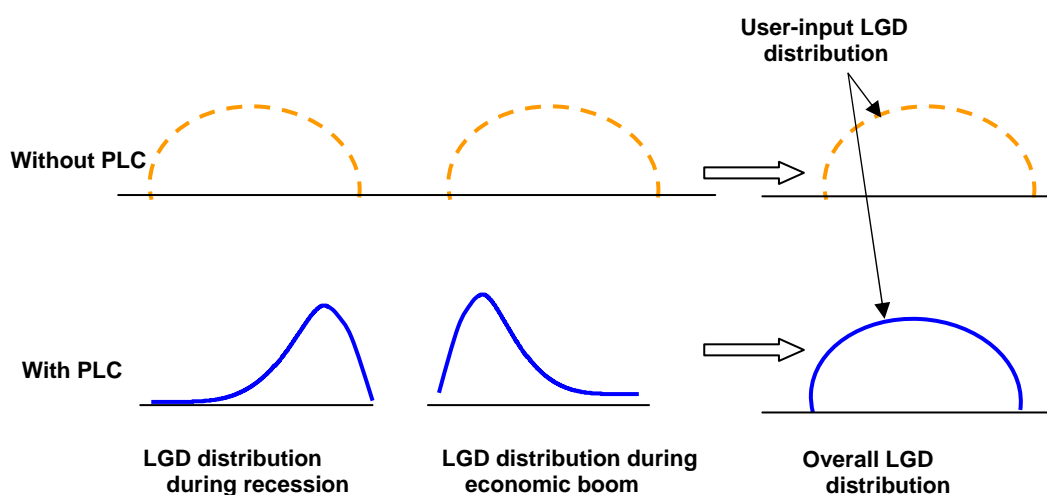 User-input LGD
distribution
Without PLC
With PLC
LGD distribution
during recession
LGD distribution during
economic boom
Overall LGD
distribution